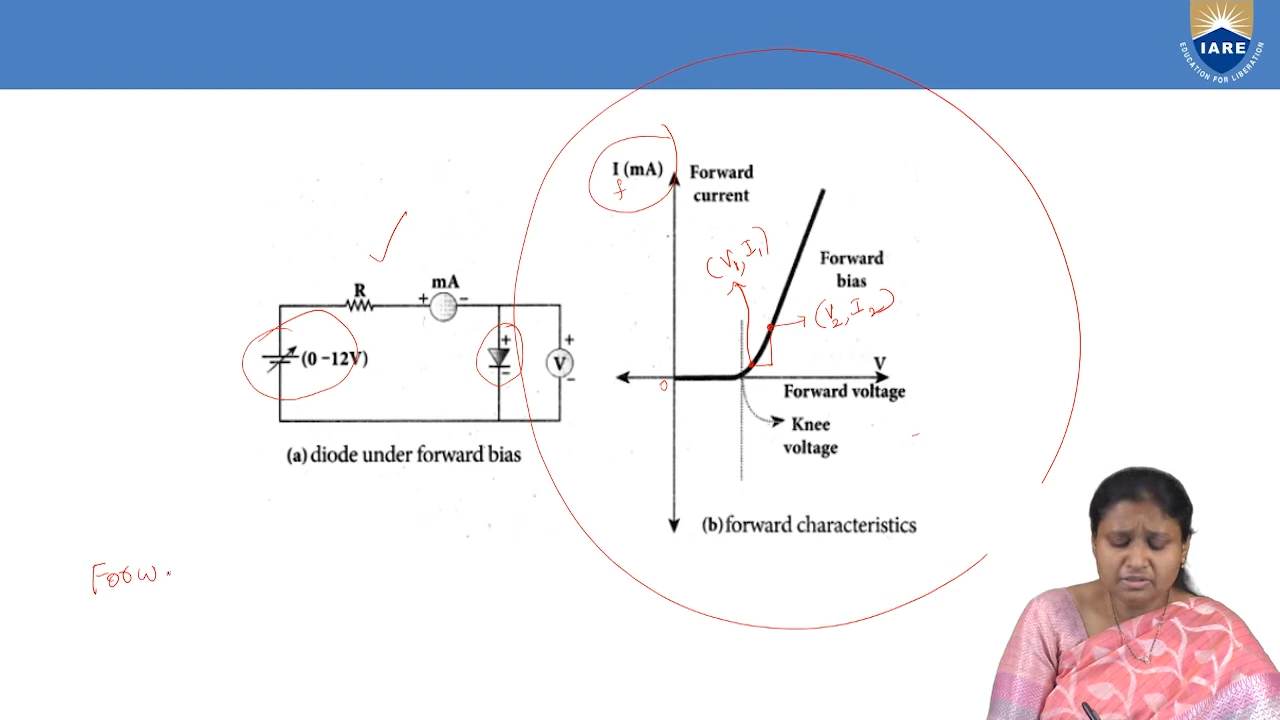 IARE
EDUCATION FOR LIBERATION
I (mA)
f
Forward
current
(V1, I1)
Forward
bias
(V2, I2)
R
mA
+
-
(0-12V)
+
-
+
V
-
0
V
Forward voltage
Knee
voltage
(a) diode under forward bias
(b) forward characteristics
Forw